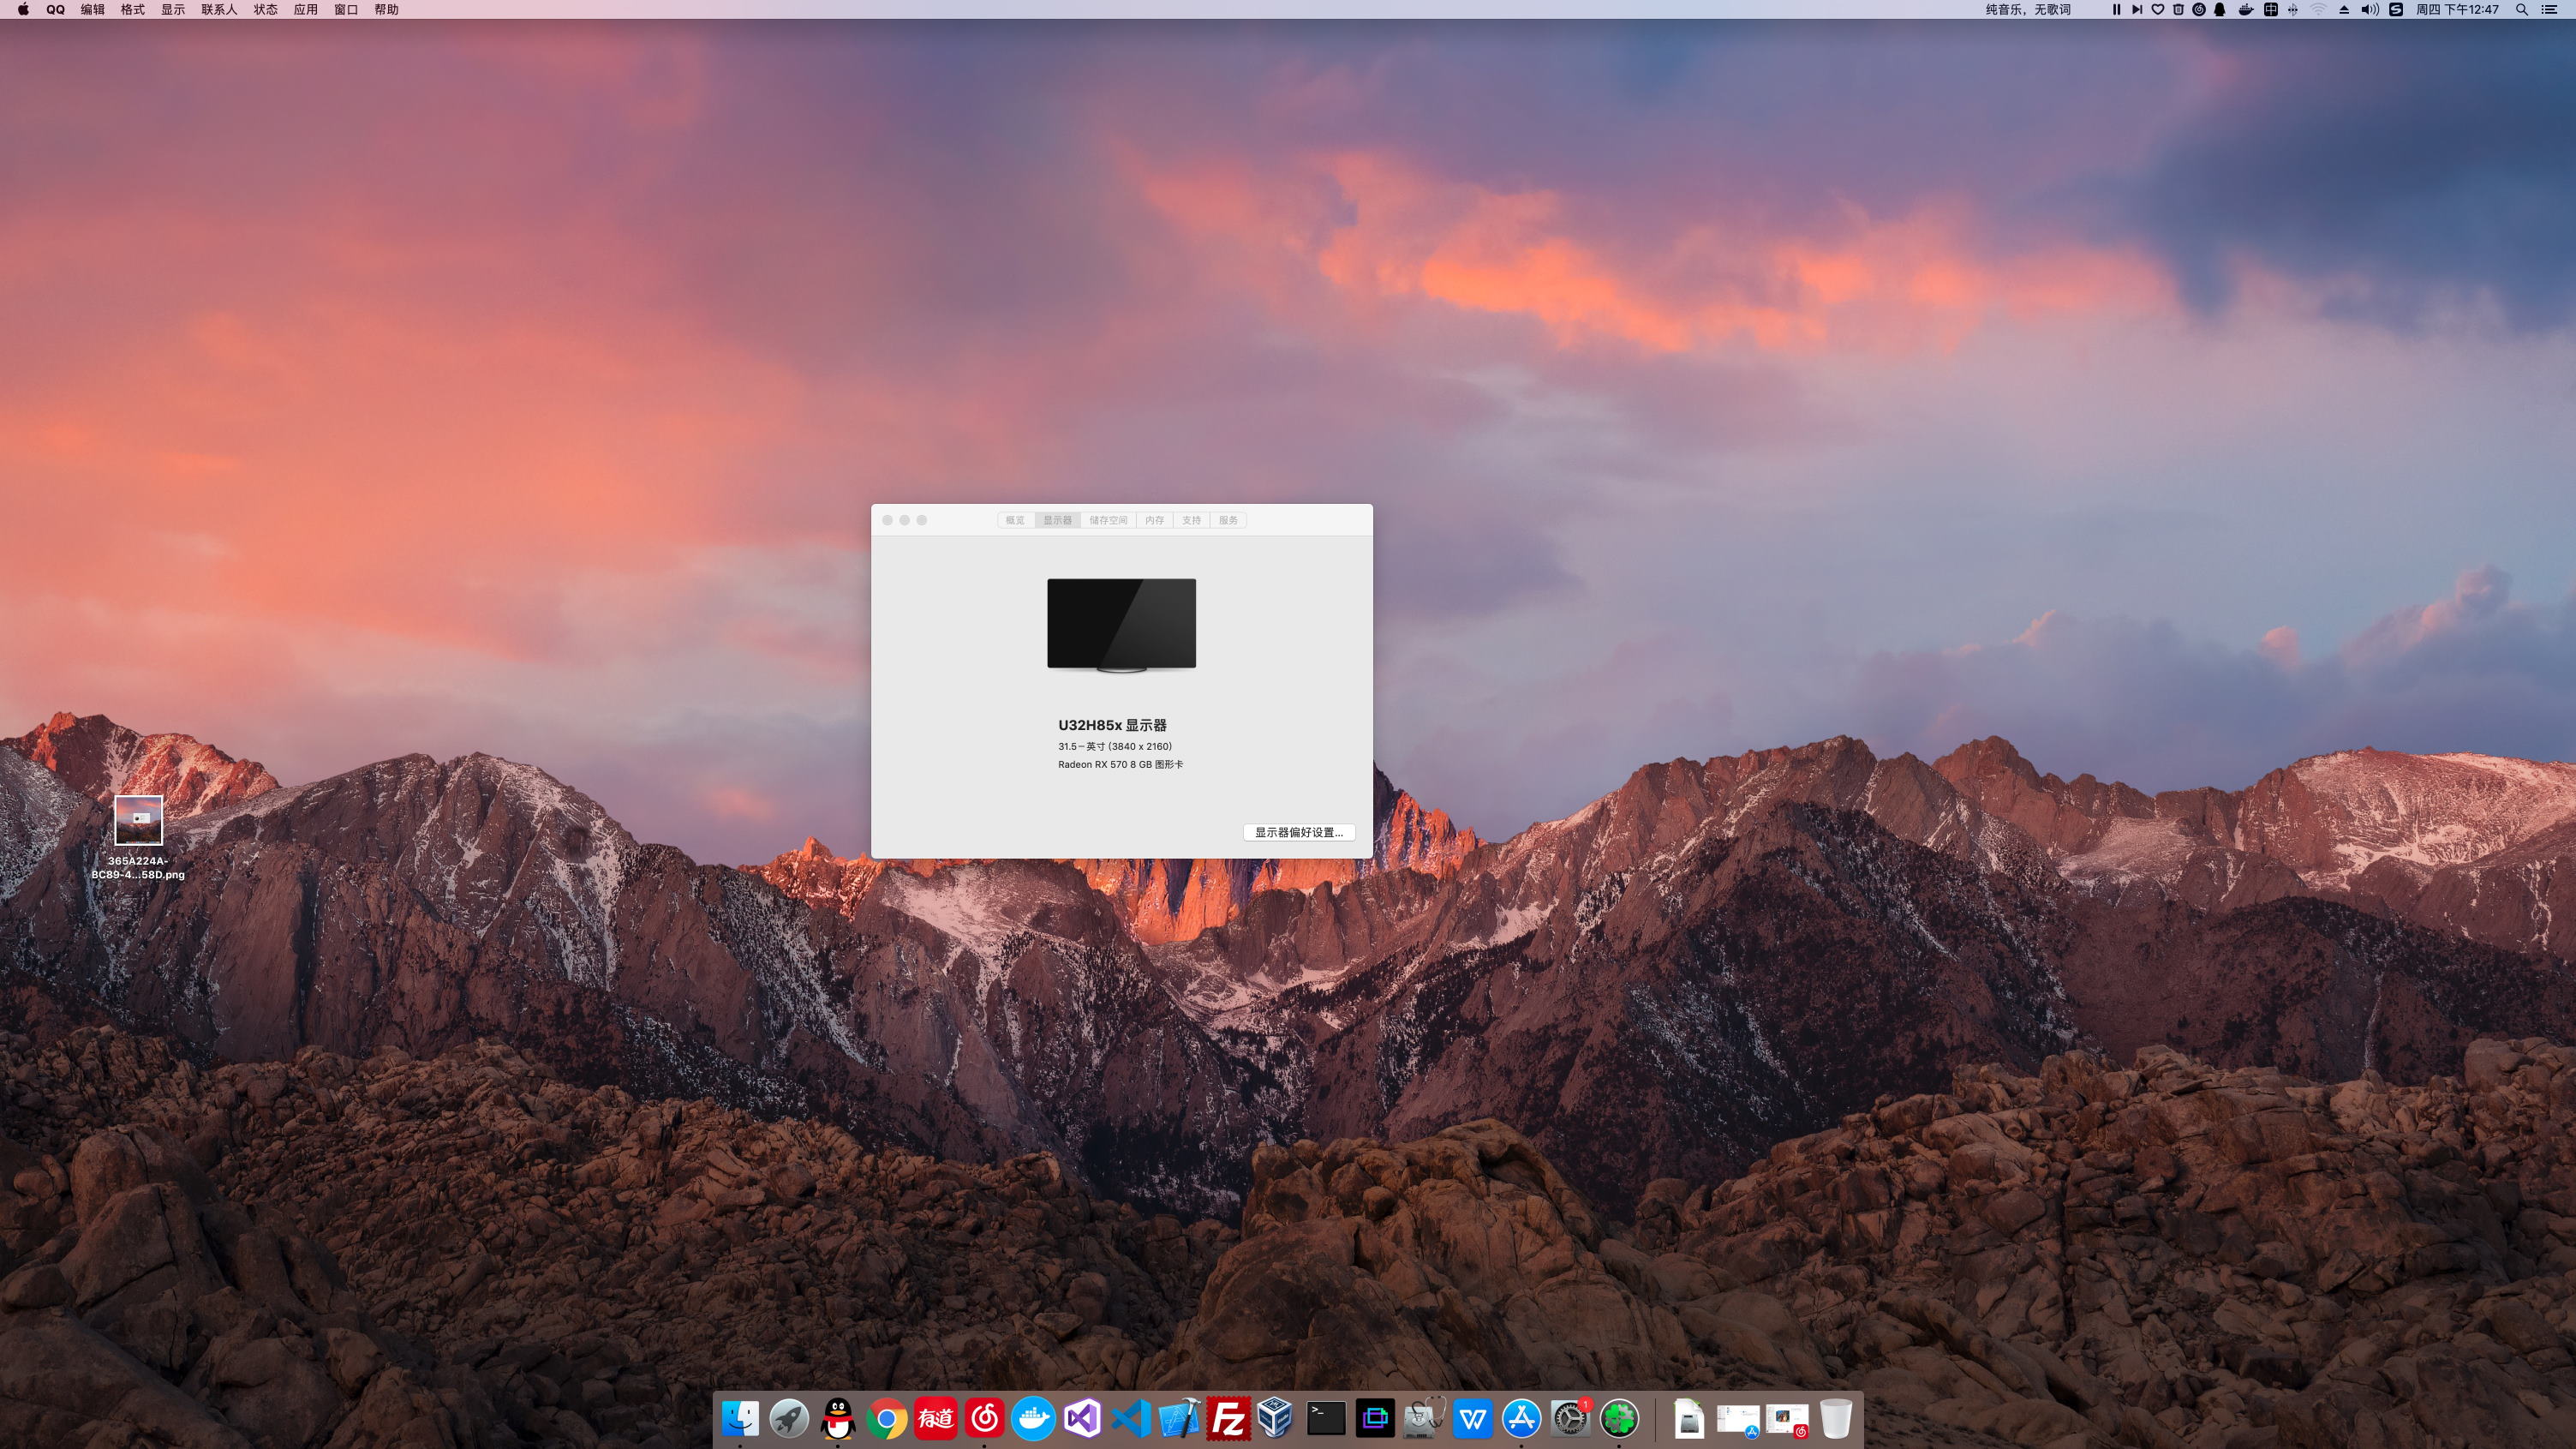 QQ 编辑 格式 显示 联系人 状态 应用 窗口 帮助
纯音乐，无歌词 周四 下午12:47
概览 显示器 储存空间 内存 支持 服务
U32H85x 显示器
31.5－英寸 (3840 x 2160)
Radeon RX 570 8 GB 图形卡
显示器偏好设置...
365A224A-
BC89-4...58D.png
有道
1